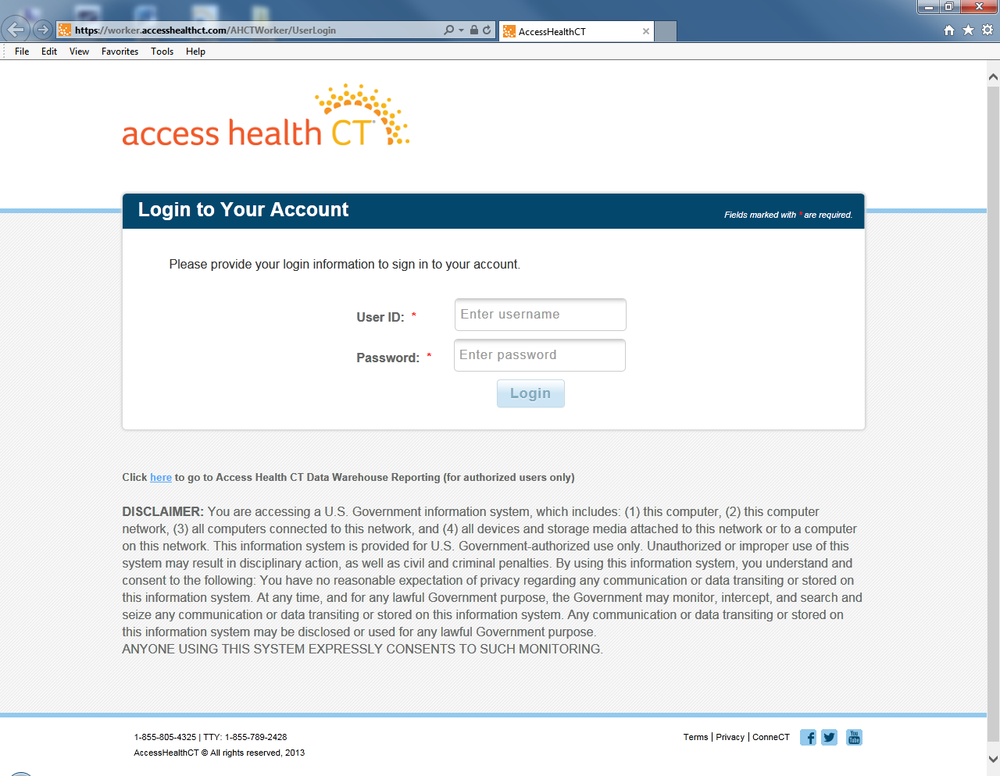 https://worker.accesshealthct.com/AHCTWorker/UserLogin
AccessHealthCT
File Edit View Favorites Tools Help
access health CT
Login to Your Account
Fields marked with * are required.
Please provide your login information to sign in to your account.
User ID: *
Enter username
Password: *
Enter password
Login
Click here to go to Access Health CT Data Warehouse Reporting (for authorized users only)
DISCLAIMER: You are accessing a U.S. Government information system, which includes: (1) this computer, (2) this computer
network, (3) all computers connected to this network, and (4) all devices and storage media attached to this network or to a computer
on this network. This information system is provided for U.S. Government-authorized use only. Unauthorized or improper use of this
system may result in disciplinary action, as well as civil and criminal penalties. By using this information system, you understand and
consent to the following: You have no reasonable expectation of privacy regarding any communication or data transiting or stored on
this information system. At any time, and for any lawful Government purpose, the Government may monitor, intercept, and search and
seize any communication or data transiting or stored on this information system. Any communication or data transiting or stored on
this information system may be disclosed or used for any lawful Government purpose.
ANYONE USING THIS SYSTEM EXPRESSLY CONSENTS TO SUCH MONITORING.
1-855-805-4325 | TTY: 1-855-789-2428
Terms | Privacy | ConneCT
You Tube
AccessHealthCT © All rights reserved, 2013